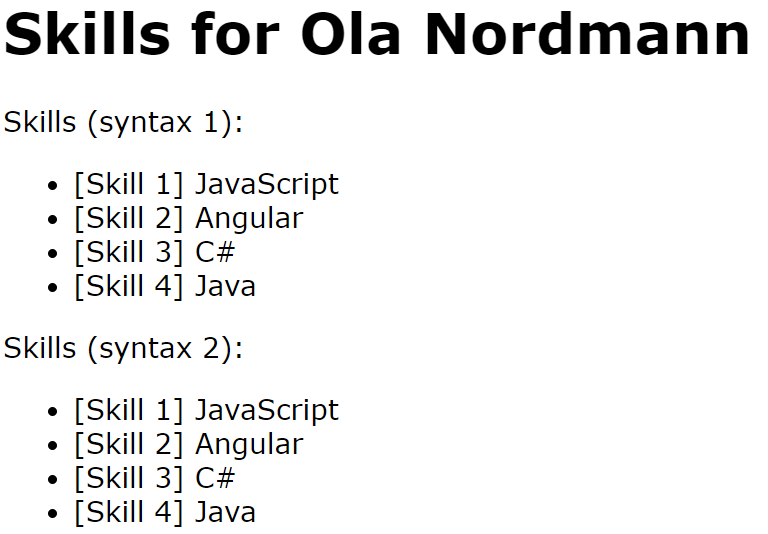 Skills for Ola Nordmann
Skills (syntax 1):
• [Skill 1] JavaScript
• [Skill 2] Angular
• [Skill 3] C#
• [Skill 4] Java
Skills (syntax 2):
• [Skill 1] JavaScript
• [Skill 2] Angular
• [Skill 3] C#
• [Skill 4] Java